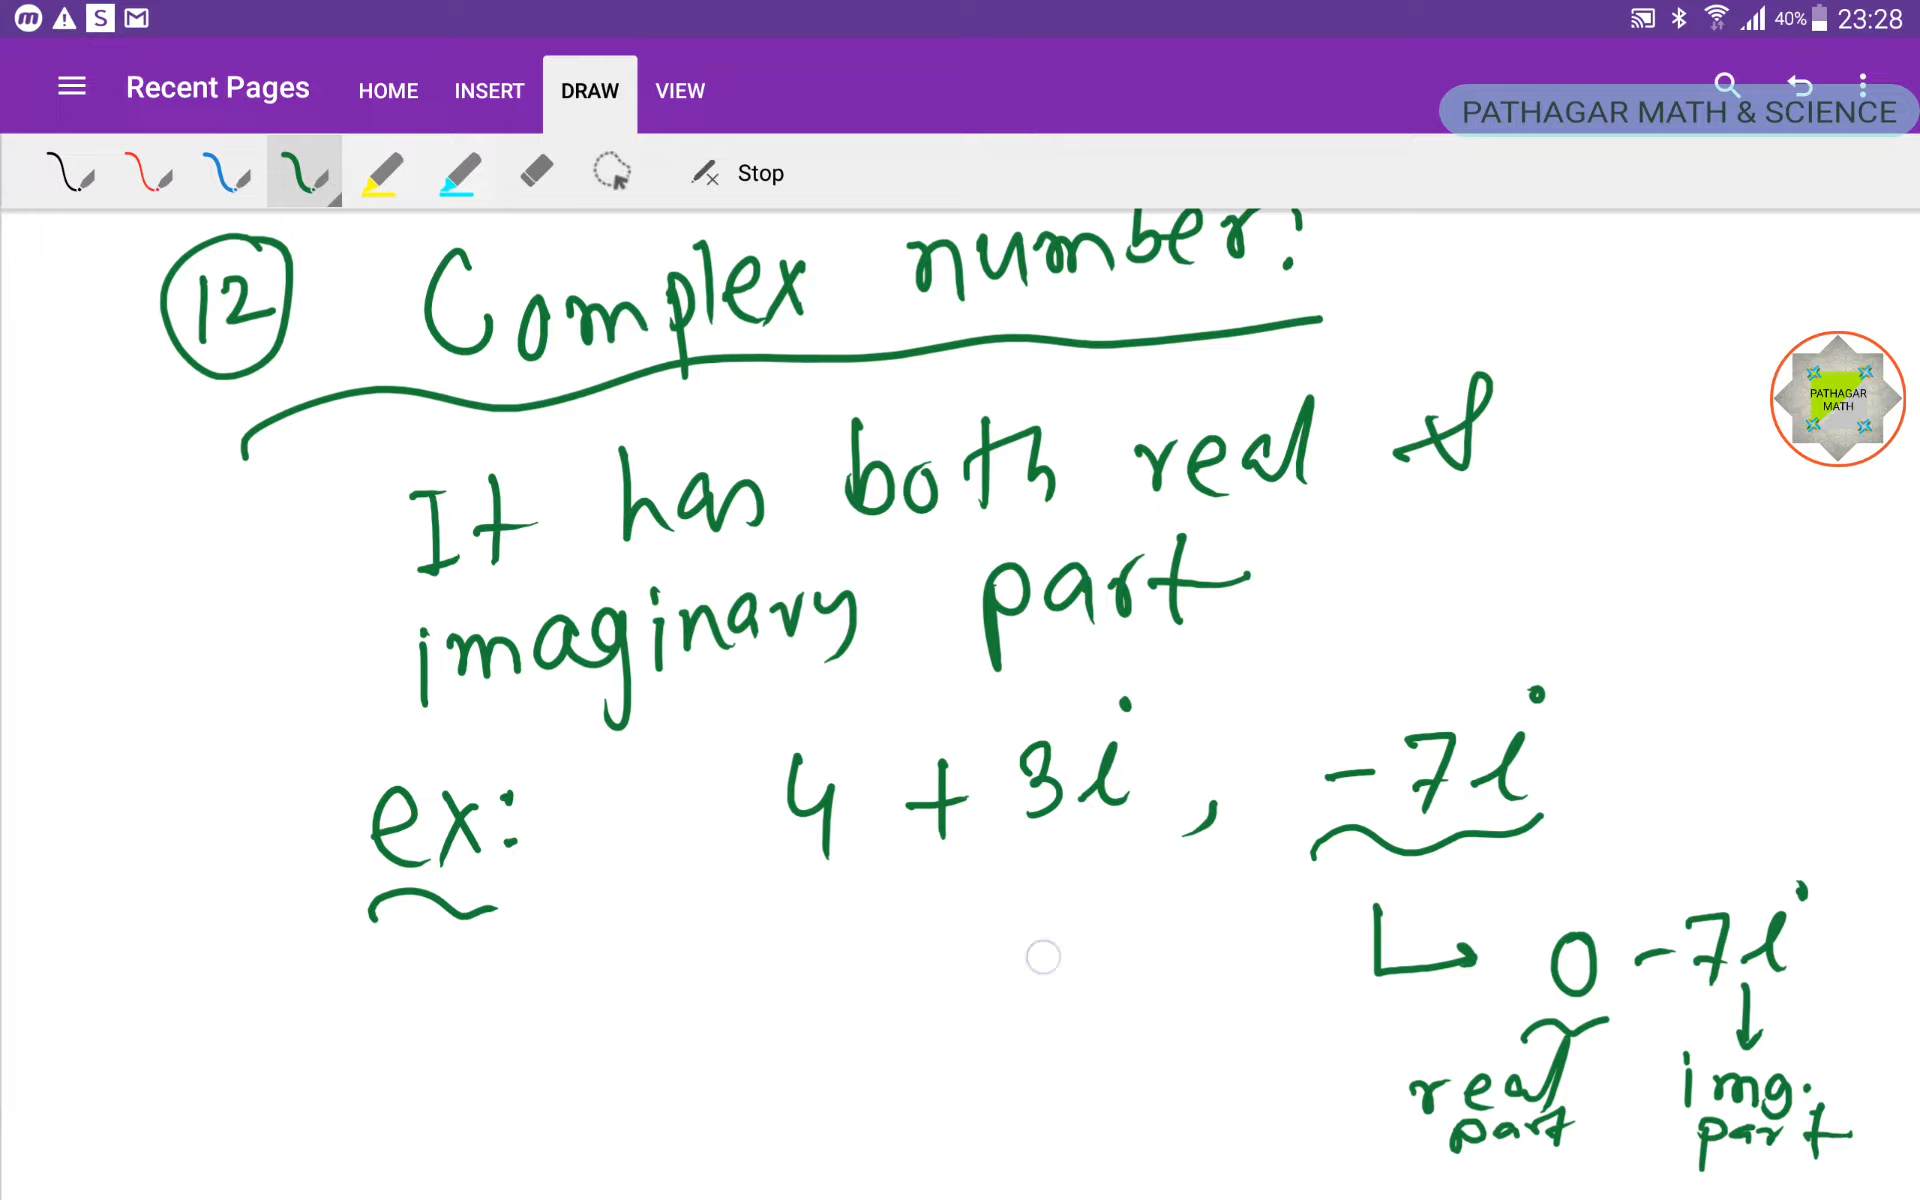 23:28
40%
Recent Pages HOME INSERT DRAW VIEW
PATHAGAR MATH & SCIENCE
Stop
12 Complex number:
PATHAGAR
MATH
It has both real &
imaginary part
ex: 4 + 3i , -7i
0 -7i
real img.
part part